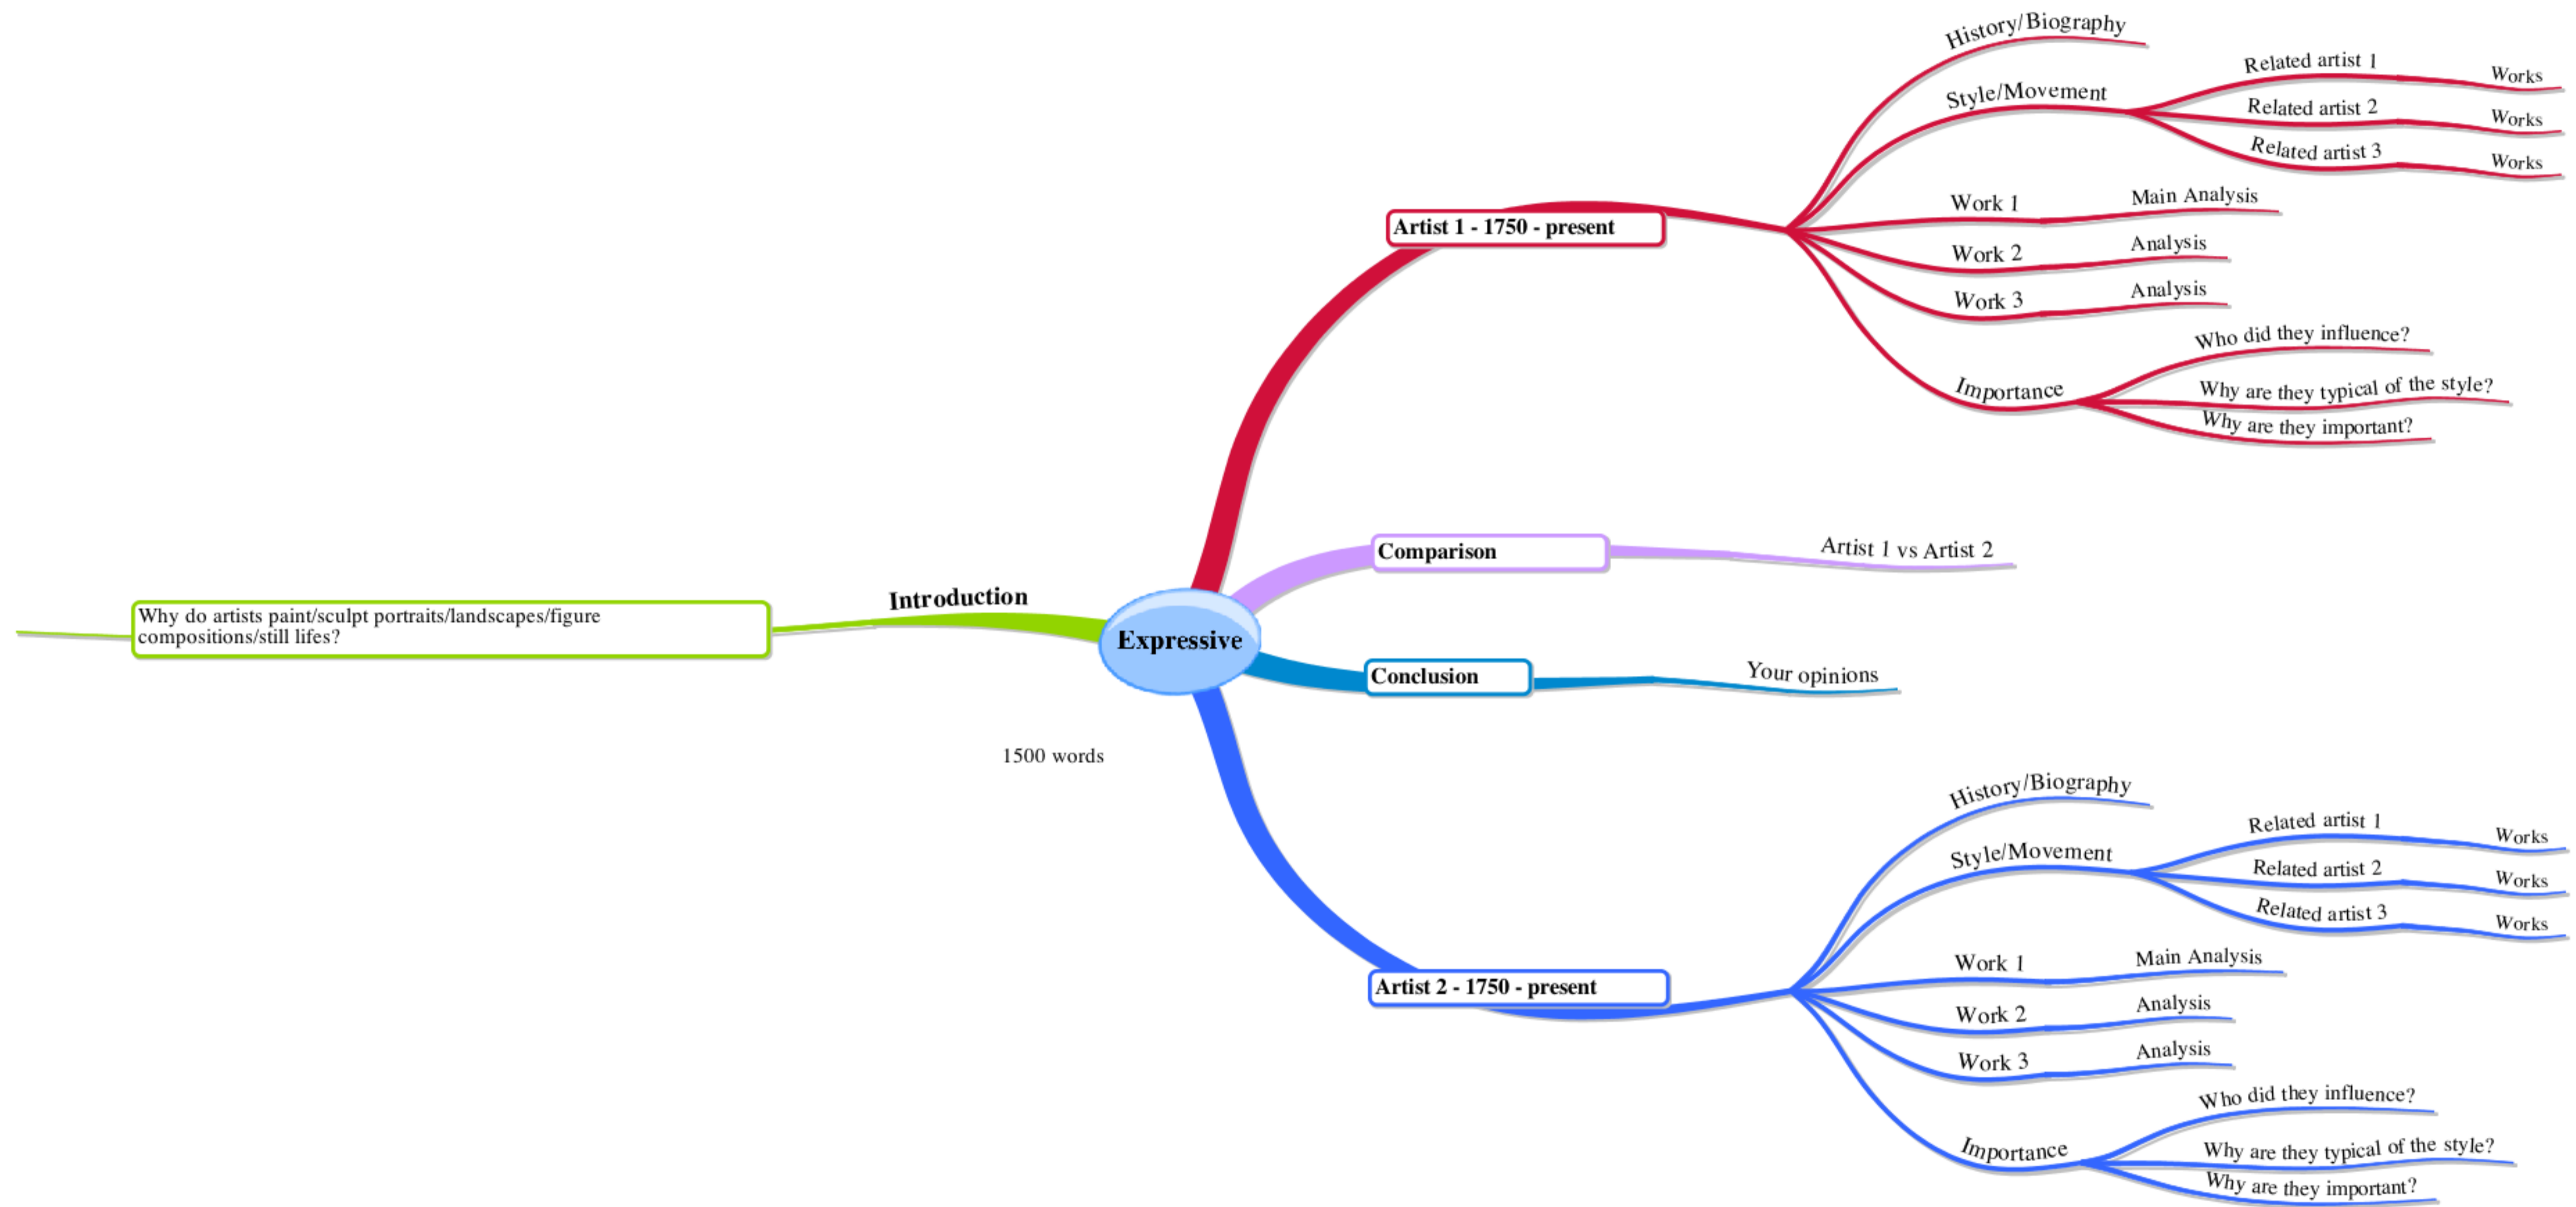 History/Biography
Related artist 1
Works
Style/Movement
Related artist 2
Works
Related artist 3
Works
Work 1
Main Analysis
Artist 1 - 1750 - present
Work 2
Analysis
Work 3
Analysis
Who did they influence?
Importance
Why are they typical of the style?
Why are they important?
Comparison
Artist 1 vs Artist 2
Introduction
Why do artists paint/sculpt portraits/landscapes/figure
compositions/still lifes?
Expressive
Conclusion
Your opinions
1500 words
History/Biography
Related artist 1
Works
Style/Movement
Related artist 2
Works
Related artist 3
Works
Work 1
Main Analysis
Artist 2 - 1750 - present
Work 2
Analysis
Work 3
Analysis
Who did they influence?
Importance
Why are they typical of the style?
Why are they important?